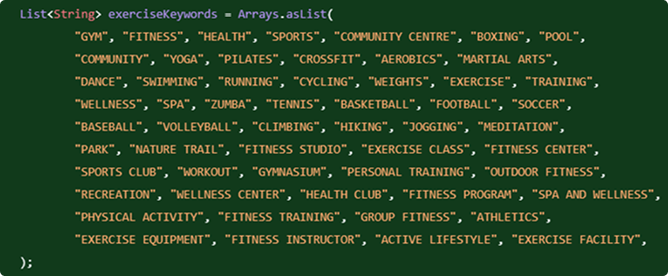 List<String> exerciseKeywords = Arrays.asList(
"GYM", "FITNESS", "HEALTH", "SPORTS", "COMMUNITY CENTRE", "BOXING", "POOL",
"COMMUNITY", "YOGA", "PILATES", "CROSSFIT", "AEROBICS", "MARTIAL ARTS",
"DANCE", "SWIMMING", "RUNNING", "CYCLING", "WEIGHTS", "EXERCISE", "TRAINING",
"WELLNESS", "SPA", "ZUMBA", "TENNIS", "BASKETBALL", "FOOTBALL", "SOCCER",
"BASEBALL", "VOLLEYBALL", "CLIMBING", "HIKING", "JOGGING", "MEDITATION",
"PARK", "NATURE TRAIL", "FITNESS STUDIO", "EXERCISE CLASS", "FITNESS CENTER",
"SPORTS CLUB", "WORKOUT", "GYMNASIUM", "PERSONAL TRAINING", "OUTDOOR FITNESS",
"RECREATION", "WELLNESS CENTER", "HEALTH CLUB", "FITNESS PROGRAM", "SPA AND WELLNESS",
"PHYSICAL ACTIVITY", "FITNESS TRAINING", "GROUP FITNESS", "ATHLETICS",
"EXERCISE EQUIPMENT", "FITNESS INSTRUCTOR", "ACTIVE LIFESTYLE", "EXERCISE FACILITY",
);